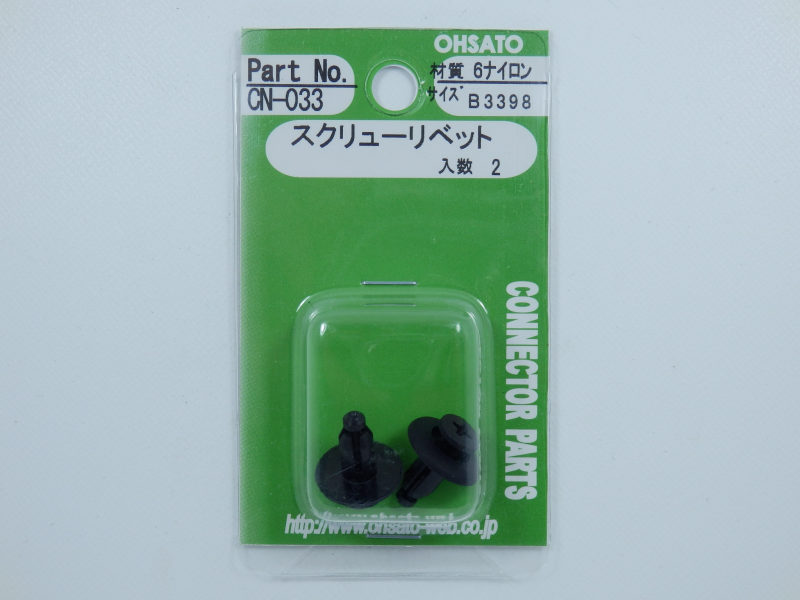 OHSATO
Part No.
CN-033
材質 6ナイロン
サイズ B3398
スクリューリベット
入数 2
CONNECTOR PARTS
http://www.ohsato-web.co.jp